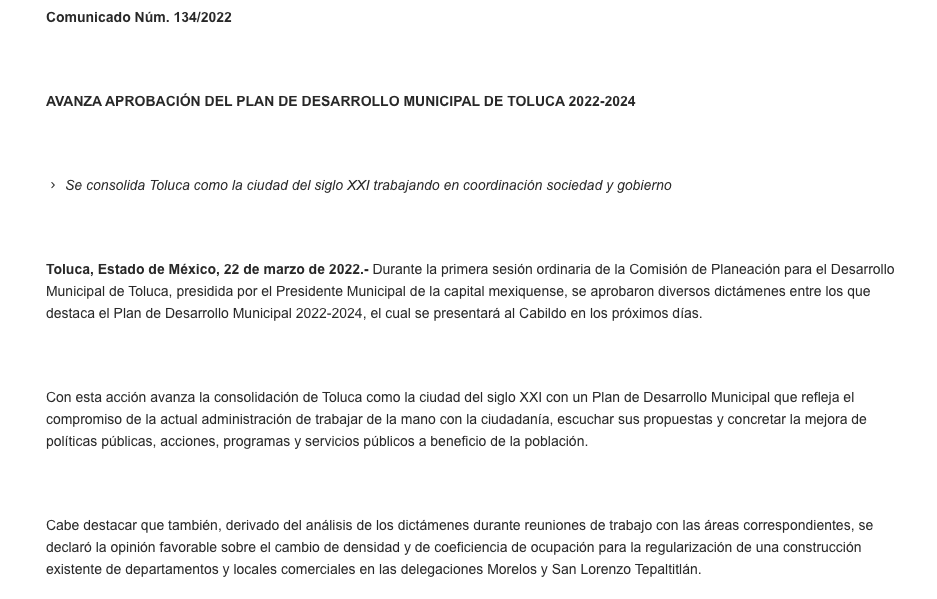 Comunicado Núm. 134/2022
AVANZA APROBACIÓN DEL PLAN DE DESARROLLO MUNICIPAL DE TOLUCA 2022-2024
› Se consolida Toluca como la ciudad del siglo XXI trabajando en coordinación sociedad y gobierno
Toluca, Estado de México, 22 de marzo de 2022.- Durante la primera sesión ordinaria de la Comisión de Planeación para el Desarrollo
Municipal de Toluca, presidida por el Presidente Municipal de la capital mexiquense, se aprobaron diversos dictámenes entre los que
destaca el Plan de Desarrollo Municipal 2022-2024, el cual se presentará al Cabildo en los próximos días.
Con esta acción avanza la consolidación de Toluca como la ciudad del siglo XXI con un Plan de Desarrollo Municipal que refleja el
compromiso de la actual administración de trabajar de la mano con la ciudadanía, escuchar sus propuestas y concretar la mejora de
políticas públicas, acciones, programas y servicios públicos a beneficio de la población.
Cabe destacar que también, derivado del análisis de los dictámenes durante reuniones de trabajo con las áreas correspondientes, se
declaró la opinión favorable sobre el cambio de densidad y de coeficiencia de ocupación para la regularización de una construcción
existente de departamentos y locales comerciales en las delegaciones Morelos y San Lorenzo Tepaltitlán.